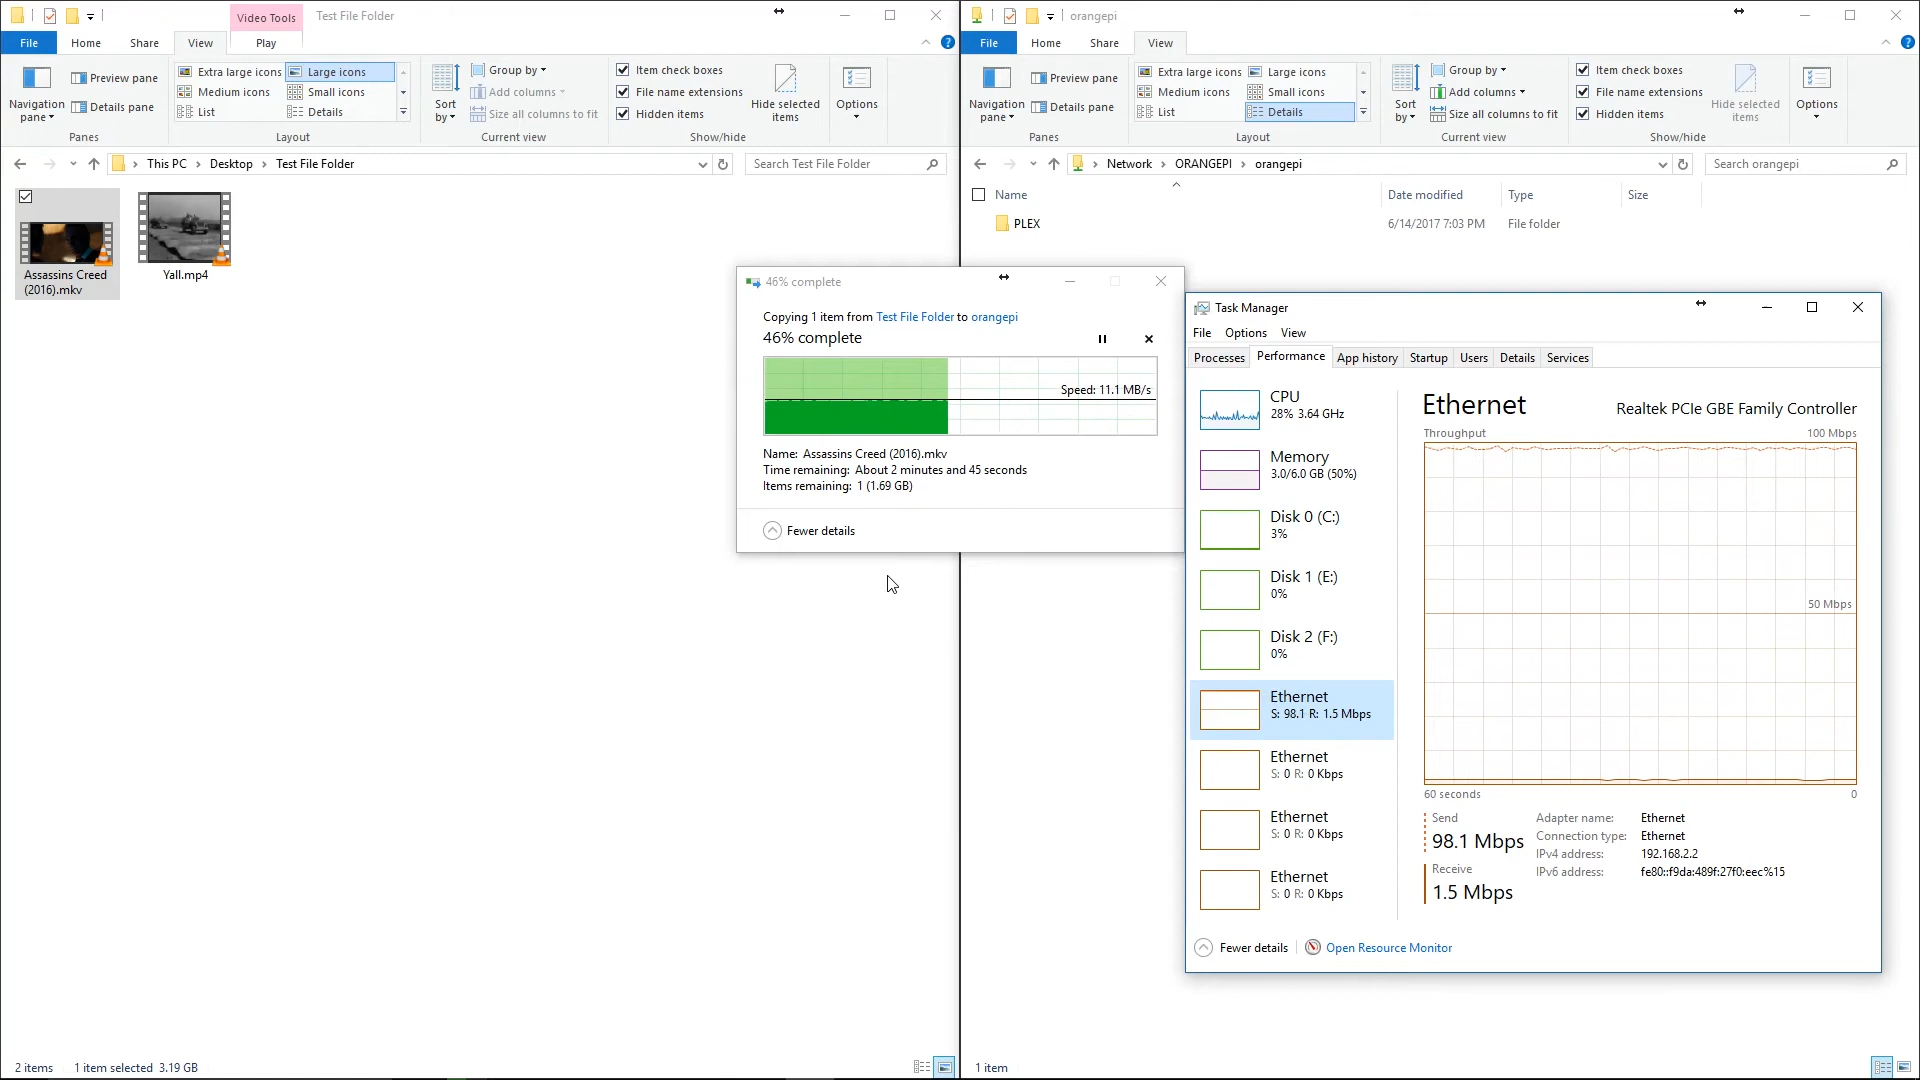 Video Tools
Test File Folder
File
Home
Share
View
Play
Navigation
pane
Preview pane
Details pane
Panes
Extra large icons
Large icons
Medium icons
Small icons
List
Details
Layout
Sort
by
Group by
Add columns
Size all columns to fit
Current view
Item check boxes
File name extensions
Hidden items
Hide selected
items
Show/hide
Options
This PC
Desktop
Test File Folder
Search Test File Folder
Assassins Creed
(2016).mkv
Yall.mp4
2 items
1 item selected 3.19 GB
orangepi
File
Home
Share
View
Navigation
pane
Preview pane
Details pane
Panes
Extra large icons
Large icons
Medium icons
Small icons
List
Details
Layout
Sort
by
Group by
Add columns
Size all columns to fit
Current view
Item check boxes
File name extensions
Hidden items
Hide selected
items
Show/hide
Options
Network
ORANGEPI
orangepi
Search orangepi
Name
Date modified
Type
Size
PLEX
6/14/2017 7:03 PM
File folder
1 item
46% complete
Copying 1 item from Test File Folder to orangepi
46% complete
Speed: 11.1 MB/s
Name: Assassins Creed (2016).mkv
Time remaining: About 2 minutes and 45 seconds
Items remaining: 1 (1.69 GB)
Fewer details
Task Manager
File
Options
View
Processes
Performance
App history
Startup
Users
Details
Services
CPU
28% 3.64 GHz
Memory
3.0/6.0 GB (50%)
Disk 0 (C:)
3%
Disk 1 (E:)
0%
Disk 2 (F:)
0%
Ethernet
S: 98.1 R: 1.5 Mbps
Ethernet
S: 0 R: 0 Kbps
Ethernet
S: 0 R: 0 Kbps
Ethernet
S: 0 R: 0 Kbps
Ethernet
Realtek PCIe GBE Family Controller
Throughput
100 Mbps
50 Mbps
60 seconds
0
Send
98.1 Mbps
Receive
1.5 Mbps
Adapter name: Ethernet
Connection type: Ethernet
IPv4 address: 192.168.2.2
IPv6 address: fe80::f9da:489f:27f0:eec%15
Fewer details
Open Resource Monitor